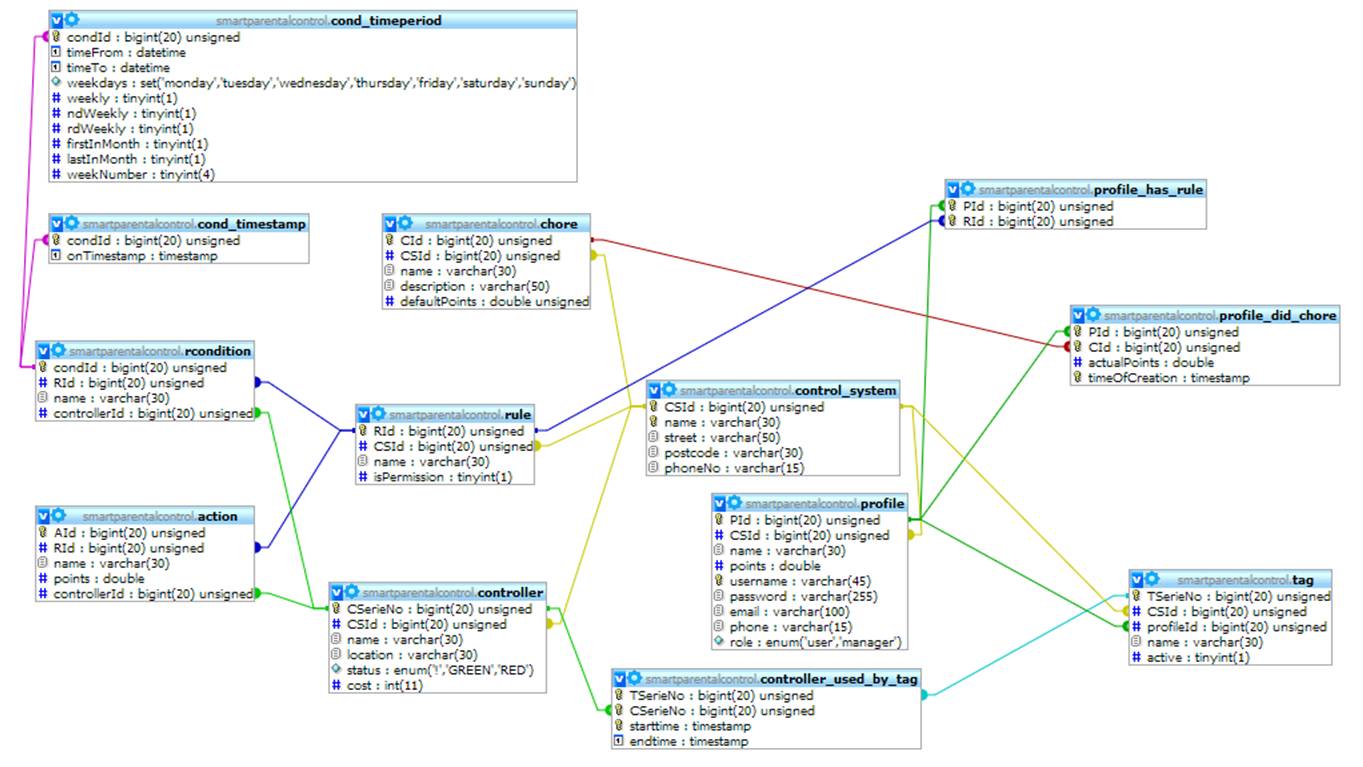 smartparentalcontrol.cond_timeperiod
condId : bigint(20) unsigned
timeFrom : datetime
timeTo : datetime
weekdays : set('monday','tuesday','wednesday','thursday','friday','saturday','sunday')
weekly : tinyint(1)
ndWeekly : tinyint(1)
rdWeekly : tinyint(1)
firstInMonth : tinyint(1)
lastInMonth : tinyint(1)
weekNumber : tinyint(4)
smartparentalcontrol.cond_timestamp
condId : bigint(20) unsigned
onTimestamp : timestamp
smartparentalcontrol.chore
CId : bigint(20) unsigned
CSId : bigint(20) unsigned
name : varchar(30)
description : varchar(50)
defaultPoints : double unsigned
smartparentalcontrol.profile_has_rule
PId : bigint(20) unsigned
RId : bigint(20) unsigned
smartparentalcontrol.profile_did_chore
PId : bigint(20) unsigned
CId : bigint(20) unsigned
actualPoints : double
timeOfCreation : timestamp
smartparentalcontrol.rcondition
condId : bigint(20) unsigned
RId : bigint(20) unsigned
name : varchar(30)
controllerId : bigint(20) unsigned
smartparentalcontrol.rule
RId : bigint(20) unsigned
CSId : bigint(20) unsigned
name : varchar(30)
isPermission : tinyint(1)
smartparentalcontrol.control_system
CSId : bigint(20) unsigned
name : varchar(30)
street : varchar(50)
postcode : varchar(30)
phoneNo : varchar(15)
smartparentalcontrol.action
AId : bigint(20) unsigned
RId : bigint(20) unsigned
name : varchar(30)
points : double
controllerId : bigint(20) unsigned
smartparentalcontrol.profile
PId : bigint(20) unsigned
CSId : bigint(20) unsigned
name : varchar(30)
points : double
username : varchar(45)
password : varchar(255)
email : varchar(100)
phone : varchar(15)
role : enum('user','manager')
smartparentalcontrol.controller
CSerieNo : bigint(20) unsigned
CSId : bigint(20) unsigned
name : varchar(30)
location : varchar(30)
status : enum('!','GREEN','RED')
cost : int(11)
smartparentalcontrol.tag
TSerieNo : bigint(20) unsigned
CSId : bigint(20) unsigned
profileId : bigint(20) unsigned
name : varchar(30)
active : tinyint(1)
smartparentalcontrol.controller_used_by_tag
TSerieNo : bigint(20) unsigned
CSerieNo : bigint(20) unsigned
starttime : timestamp
endtime : timestamp